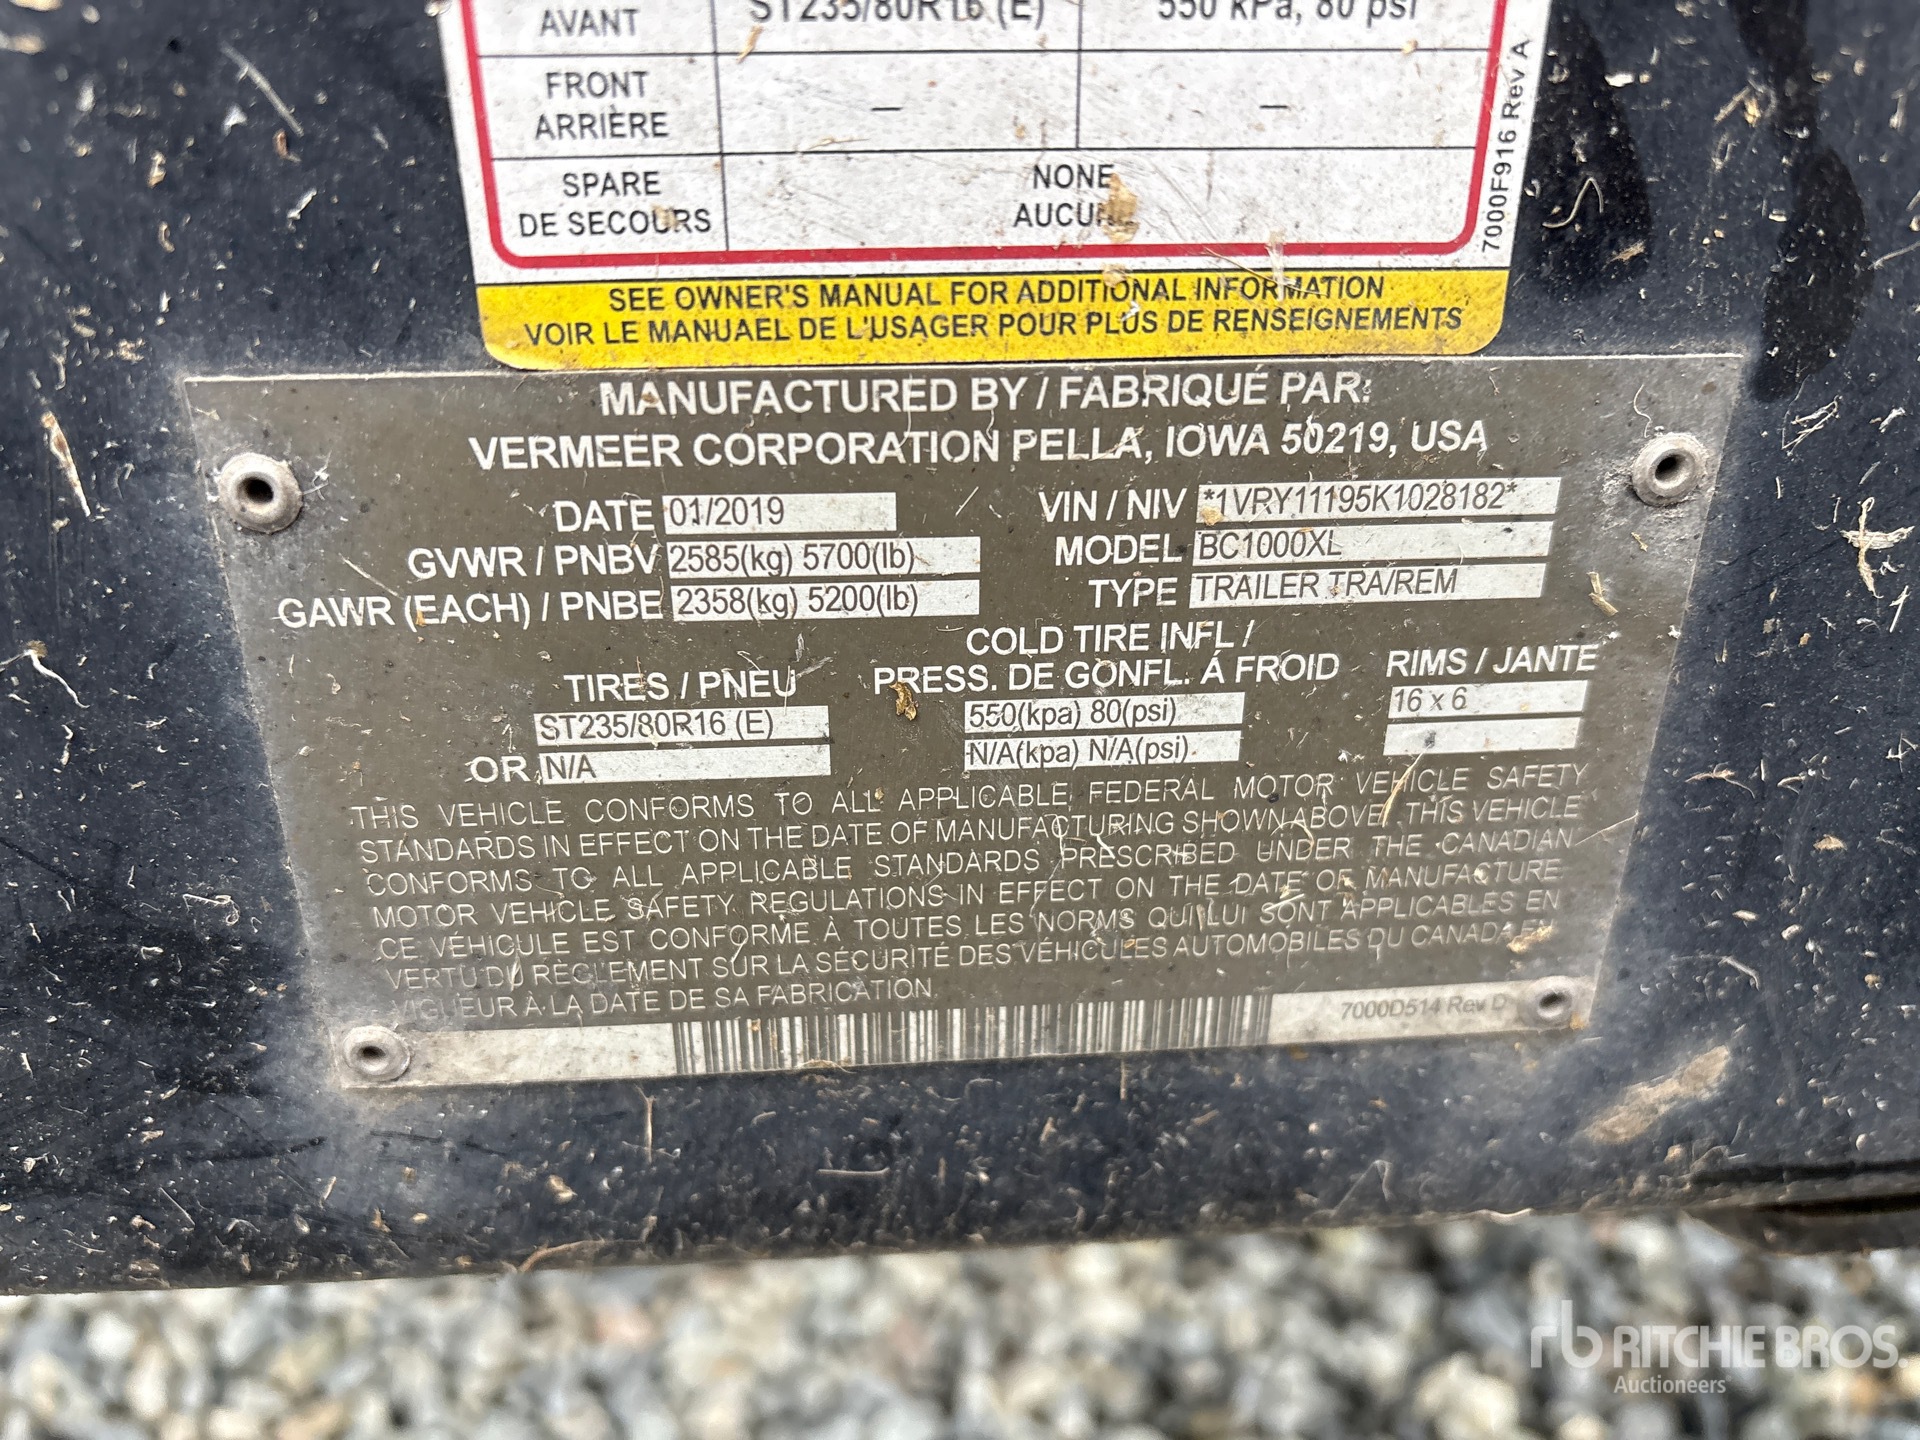 AVANT ST235/80R16 (E) 550 kPa, 80 psi
FRONT
ARRIÈRE — —
SPARE
DE SECOURS
NONE
AUCUNE
7000F916 Rev A
SEE OWNER'S MANUAL FOR ADDITIONAL INFORMATION
VOIR LE MANUAEL DE L'USAGER POUR PLUS DE RENSEIGNEMENTS
MANUFACTURED BY / FABRIQUÉ PAR:
VERMEER CORPORATION PELLA, IOWA 50219, USA
DATE 01/2019
GVWR / PNBV 2585(kg) 5700(lb)
GAWR (EACH) / PNBE 2358(kg) 5200(lb)
VIN / NIV *1VRY11195K1028182*
MODEL BC1000XL
TYPE TRAILER TRA/REM
TIRES / PNEU
ST235/80R16 (E)
OR N/A
COLD TIRE INFL /
PRESS. DE GONFL. Á FROID
550(kpa) 80(psi)
N/A(kpa) N/A(psi)
RIMS / JANTE
16 x 6
THIS VEHICLE CONFORMS TO ALL APPLICABLE FEDERAL MOTOR VEHICLE SAFETY
STANDARDS IN EFFECT ON THE DATE OF MANUFACTURING SHOWN ABOVE. THIS VEHICLE
CONFORMS TO ALL APPLICABLE STANDARDS PRESCRIBED UNDER THE CANADIAN
MOTOR VEHICLE SAFETY REGULATIONS IN EFFECT ON THE DATE OF MANUFACTURE.
CE VÉHICULE EST CONFORME À TOUTES LES NORMS QUI LUI SONT APPLICABLES EN
VERTU DU RÈGLEMENT SUR LA SÉCURITÉ DES VÉHICULES AUTOMOBILES DU CANADA EN
VIGUEUR À LA DATE DE SA FABRICATION.
7000D514 Rev D
rb RITCHIE BROS.
Auctioneers